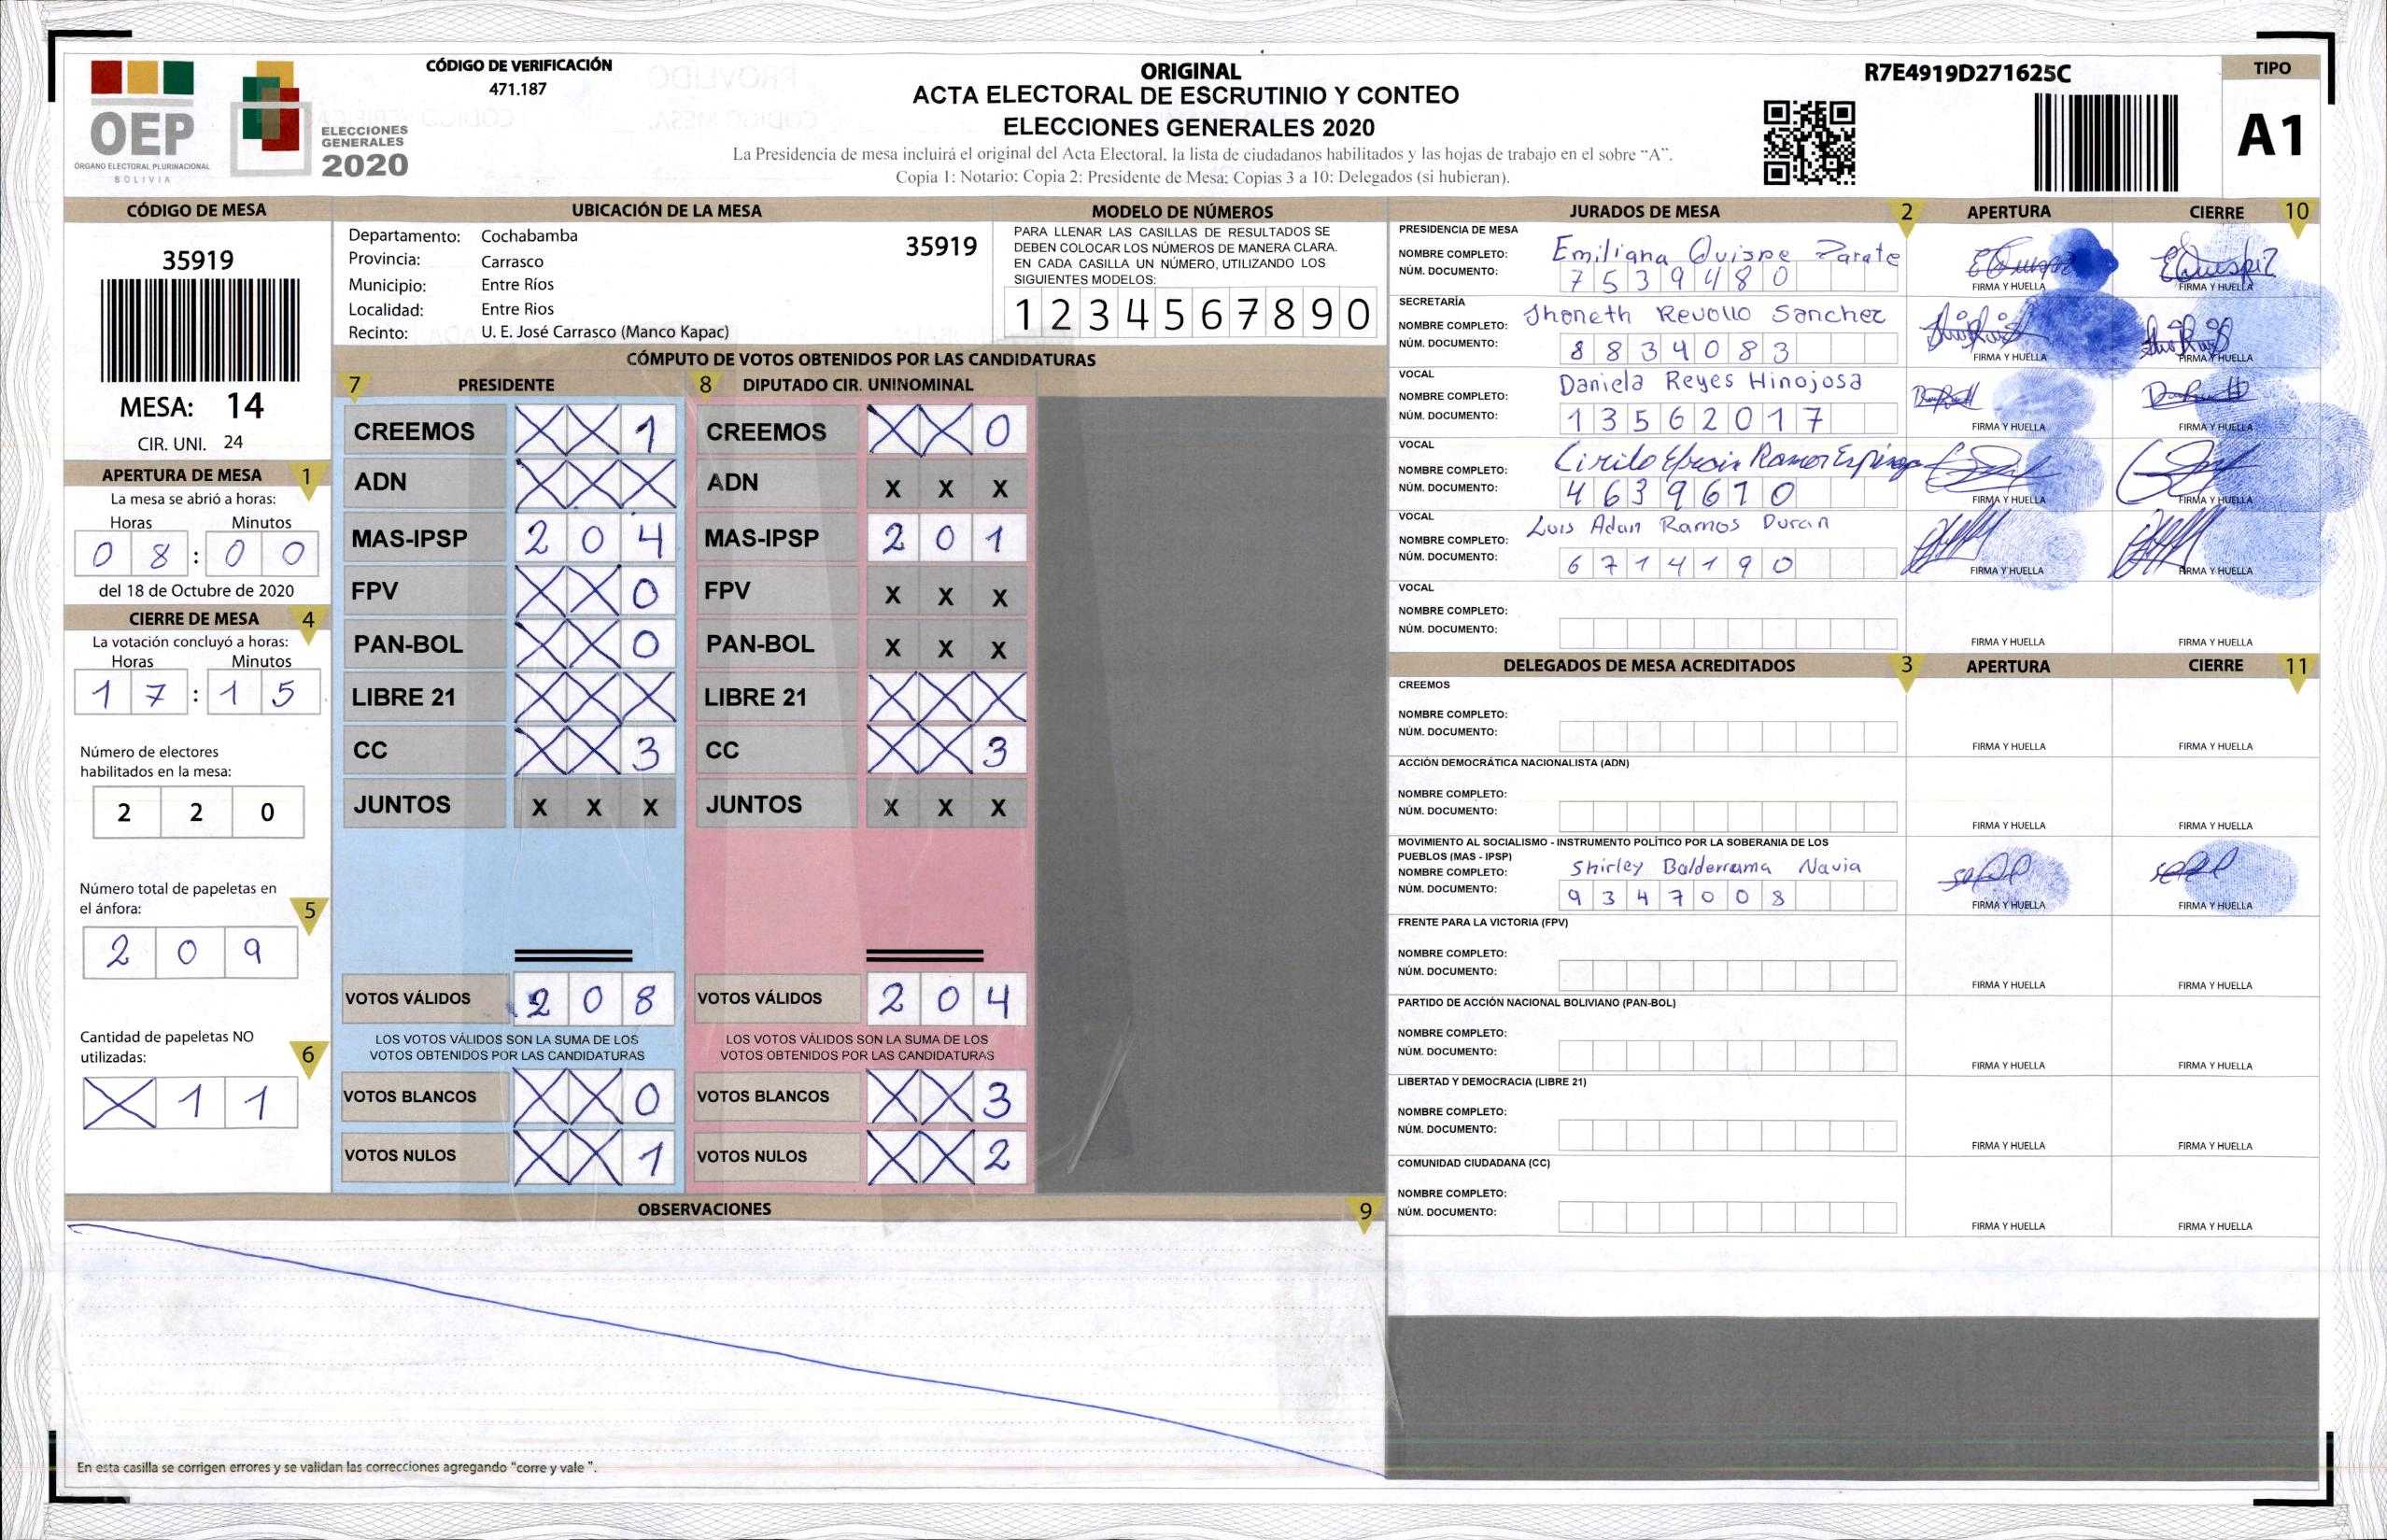 OEP
ÓRGANO ELECTORAL PLURINACIONAL
BOLIVIA
ELECCIONES
GENERALES
2020
CÓDIGO DE VERIFICACIÓN
471.187
ORIGINAL
ACTA ELECTORAL DE ESCRUTINIO Y CONTEO
ELECCIONES GENERALES 2020
La Presidencia de mesa incluirá el original del Acta Electoral, la lista de ciudadanos habilitados y las hojas de trabajo en el sobre "A".
Copia 1: Notario; Copia 2: Presidente de Mesa; Copias 3 a 10: Delegados (si hubieran).
R7E4919D271625C
TIPO
A1
CÓDIGO DE MESA
35919
MESA: 14
CIR. UNI. 24
APERTURA DE MESA 1
La mesa se abrió a horas:
Horas Minutos
0 8 : 0 0
del 18 de Octubre de 2020
CIERRE DE MESA 4
La votación concluyó a horas:
Horas Minutos
1 7 : 1 5
Número de electores
habilitados en la mesa:
2 2 0
Número total de papeletas en
el ánfora:
5
2 0 9
Cantidad de papeletas NO
utilizadas:
6
X 1 1
UBICACIÓN DE LA MESA
Departamento: Cochabamba
35919
Provincia: Carrasco
Municipio: Entre Ríos
Localidad: Entre Rios
Recinto: U. E. José Carrasco (Manco Kapac)
MODELO DE NÚMEROS
PARA LLENAR LAS CASILLAS DE RESULTADOS SE
DEBEN COLOCAR LOS NÚMEROS DE MANERA CLARA.
EN CADA CASILLA UN NÚMERO, UTILIZANDO LOS
SIGUIENTES MODELOS:
1 2 3 4 5 6 7 8 9 0
CÓMPUTO DE VOTOS OBTENIDOS POR LAS CANDIDATURAS
7 PRESIDENTE
CREEMOS X X 1
ADN X X X
MAS-IPSP 2 0 4
FPV X X 0
PAN-BOL X X 0
LIBRE 21 X X X
CC X X 3
JUNTOS X X X
VOTOS VÁLIDOS 2 0 8
LOS VOTOS VÁLIDOS SON LA SUMA DE LOS
VOTOS OBTENIDOS POR LAS CANDIDATURAS
VOTOS BLANCOS X X 0
VOTOS NULOS X X 1
8 DIPUTADO CIR. UNINOMINAL
CREEMOS X X 0
ADN X X X
MAS-IPSP 2 0 1
FPV X X X
PAN-BOL X X X
LIBRE 21 X X X
CC X X 3
JUNTOS X X X
VOTOS VÁLIDOS 2 0 4
LOS VOTOS VÁLIDOS SON LA SUMA DE LOS
VOTOS OBTENIDOS POR LAS CANDIDATURAS
VOTOS BLANCOS X X 3
VOTOS NULOS X X 2
OBSERVACIONES 9
En esta casilla se corrigen errores y se validan las correcciones agregando "corre y vale ".
JURADOS DE MESA 2 APERTURA CIERRE 10
PRESIDENCIA DE MESA
NOMBRE COMPLETO: Emiliana Quispe Zarate
NÚM. DOCUMENTO: 7539480
FIRMA Y HUELLA FIRMA Y HUELLA
SECRETARÍA
NOMBRE COMPLETO: Jhoneth Revollo Sanchez
NÚM. DOCUMENTO: 8834083
FIRMA Y HUELLA FIRMA Y HUELLA
VOCAL
NOMBRE COMPLETO: Daniela Reyes Hinojosa
NÚM. DOCUMENTO: 13562017
FIRMA Y HUELLA FIRMA Y HUELLA
VOCAL
NOMBRE COMPLETO: Cirilo Efrain Ramos
NÚM. DOCUMENTO: 4639610
FIRMA Y HUELLA FIRMA Y HUELLA
VOCAL
NOMBRE COMPLETO: Luis Adan Ramos Duran
NÚM. DOCUMENTO: 6714190
FIRMA Y HUELLA FIRMA Y HUELLA
VOCAL
NOMBRE COMPLETO:
NÚM. DOCUMENTO:
FIRMA Y HUELLA FIRMA Y HUELLA
DELEGADOS DE MESA ACREDITADOS 3 APERTURA CIERRE 11
CREEMOS
NOMBRE COMPLETO:
NÚM. DOCUMENTO:
FIRMA Y HUELLA FIRMA Y HUELLA
ACCIÓN DEMOCRÁTICA NACIONALISTA (ADN)
NOMBRE COMPLETO:
NÚM. DOCUMENTO:
FIRMA Y HUELLA FIRMA Y HUELLA
MOVIMIENTO AL SOCIALISMO - INSTRUMENTO POLÍTICO POR LA SOBERANIA DE LOS
PUEBLOS (MAS - IPSP)
NOMBRE COMPLETO: Shirley Balderrama Navia
NÚM. DOCUMENTO: 9347008
FIRMA Y HUELLA FIRMA Y HUELLA
FRENTE PARA LA VICTORIA (FPV)
NOMBRE COMPLETO:
NÚM. DOCUMENTO:
FIRMA Y HUELLA FIRMA Y HUELLA
PARTIDO DE ACCIÓN NACIONAL BOLIVIANO (PAN-BOL)
NOMBRE COMPLETO:
NÚM. DOCUMENTO:
FIRMA Y HUELLA FIRMA Y HUELLA
LIBERTAD Y DEMOCRACIA (LIBRE 21)
NOMBRE COMPLETO:
NÚM. DOCUMENTO:
FIRMA Y HUELLA FIRMA Y HUELLA
COMUNIDAD CIUDADANA (CC)
NOMBRE COMPLETO:
NÚM. DOCUMENTO:
FIRMA Y HUELLA FIRMA Y HUELLA